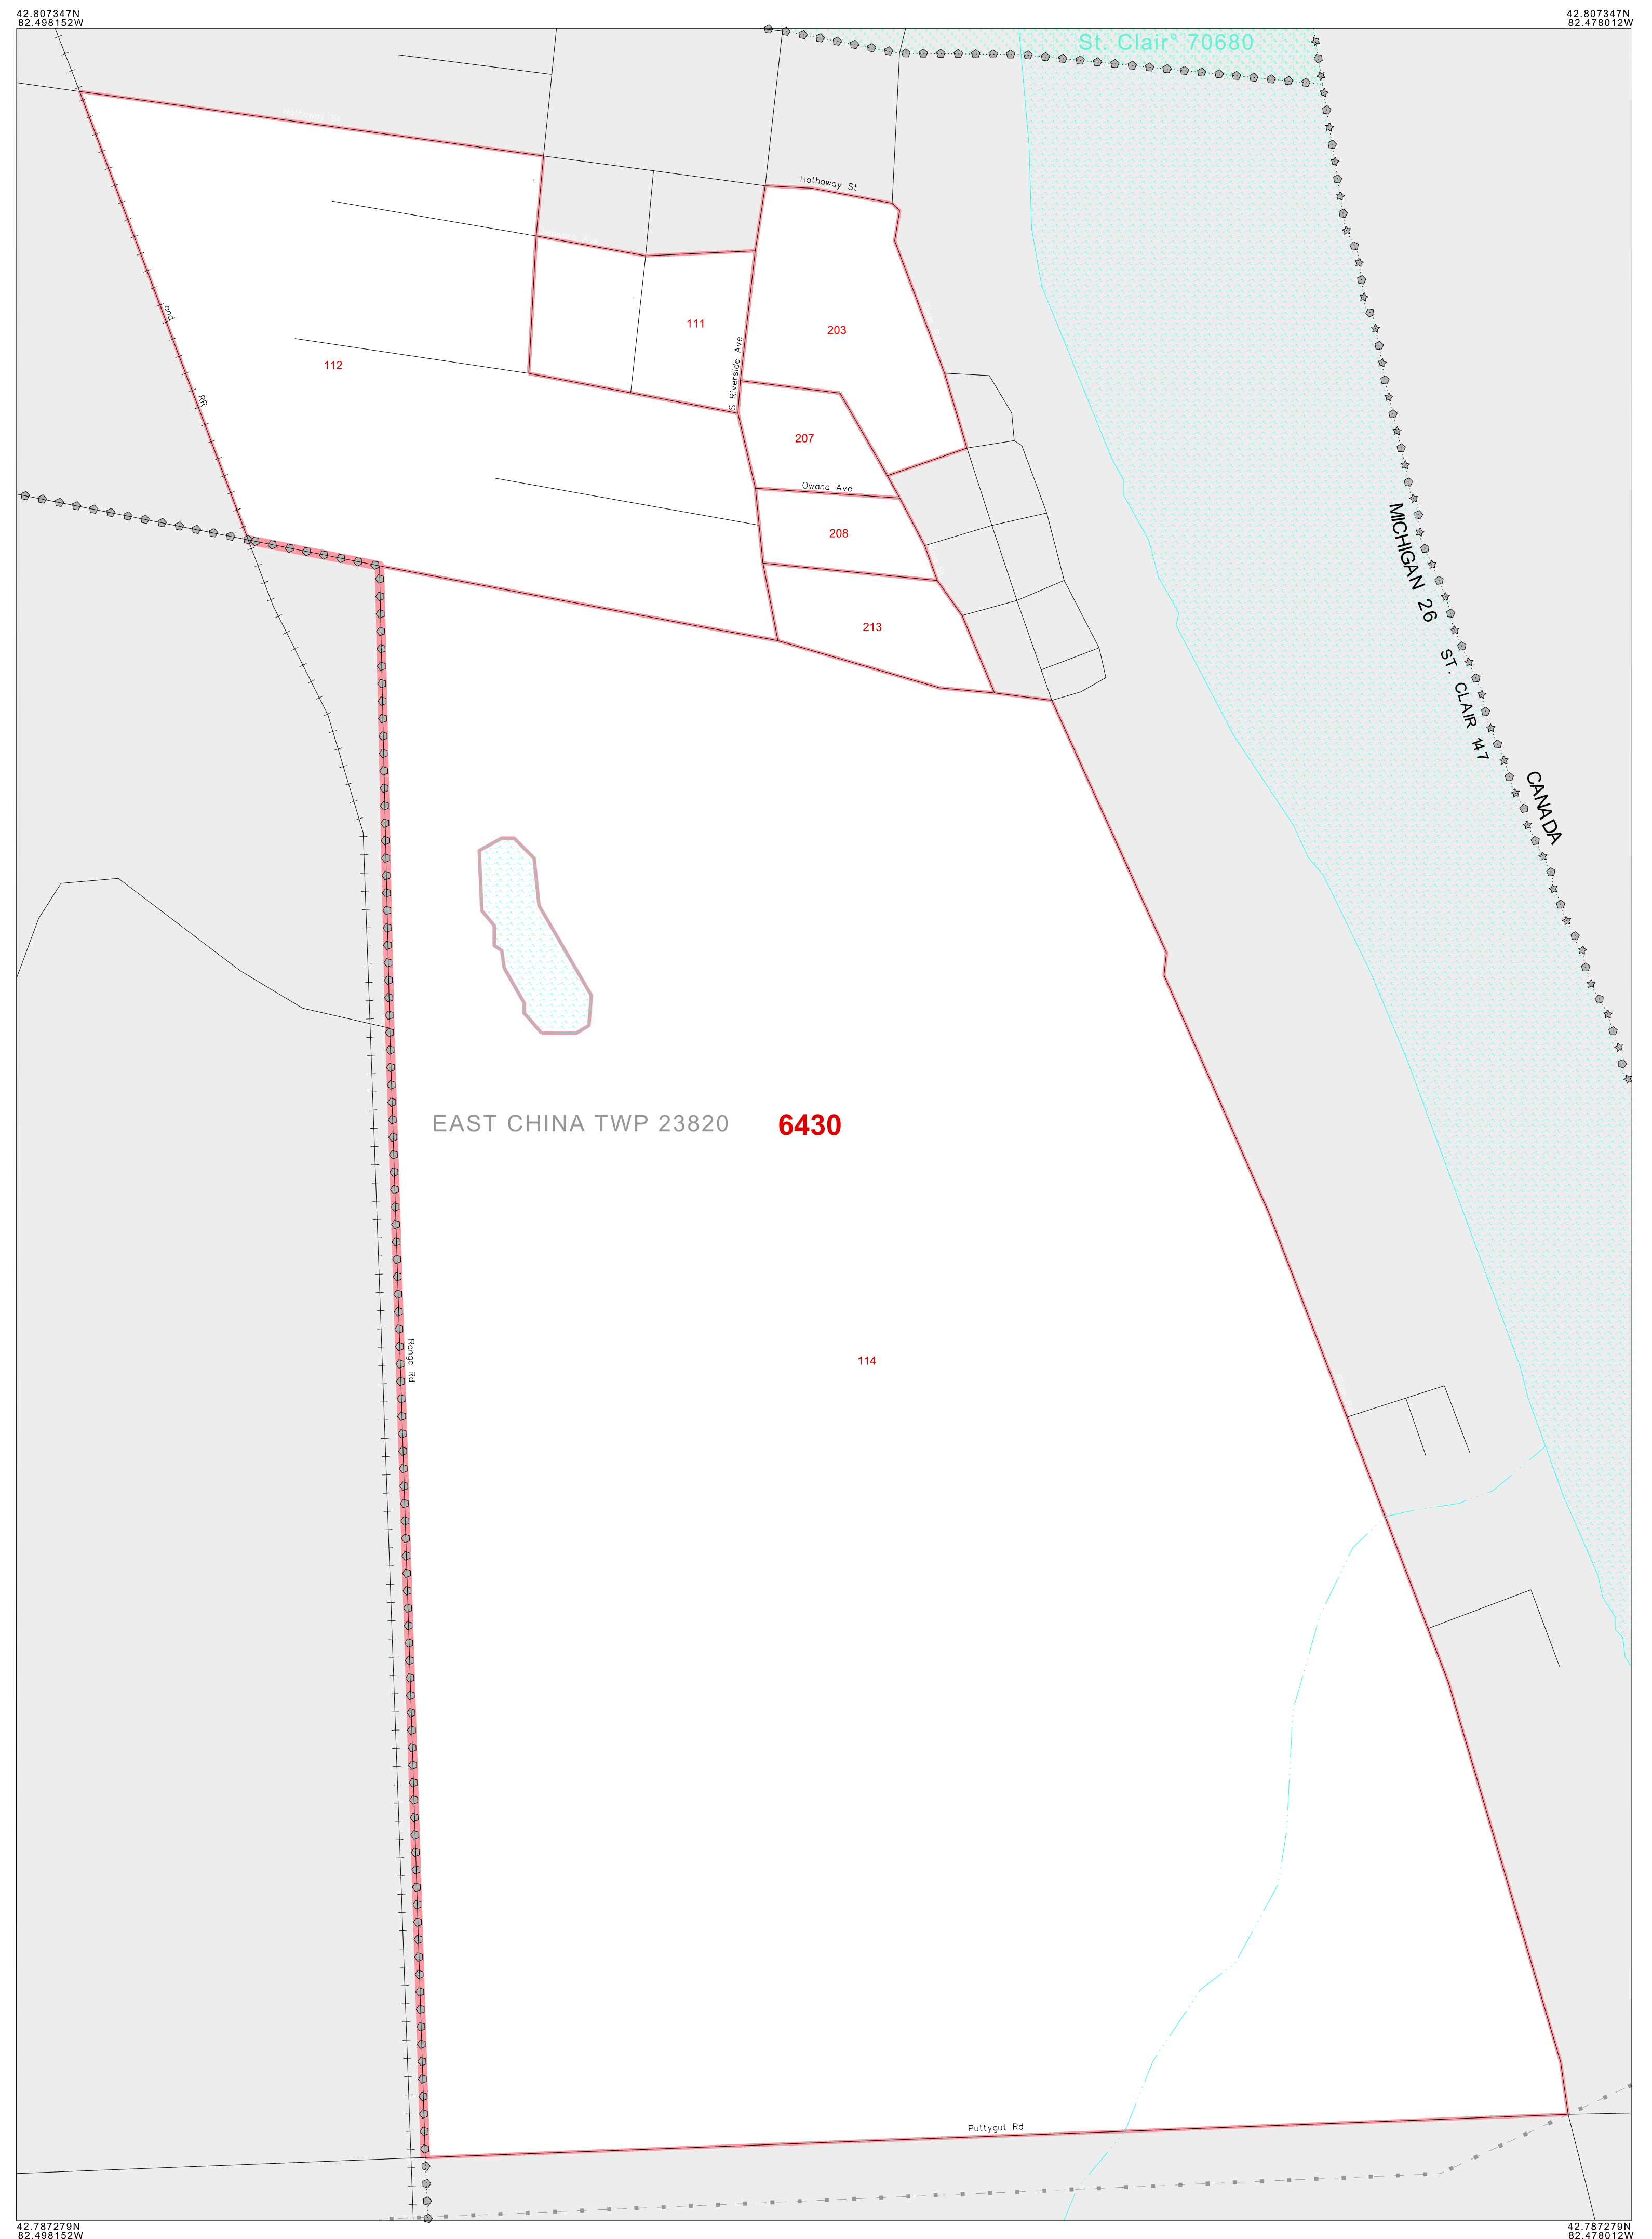 42.807347N
82.498152W
42.807347N
82.478012W
St. Clair° 70680
Hathaway St
and
RR
111
203
112
S Riverside Ave
207
Owana Ave
208
213
MICHIGAN 26
ST. CLAIR 147
CANADA
EAST CHINA TWP 23820
6430
Range Rd
114
Puttygut Rd
42.787279N
82.498152W
42.787279N
82.478012W